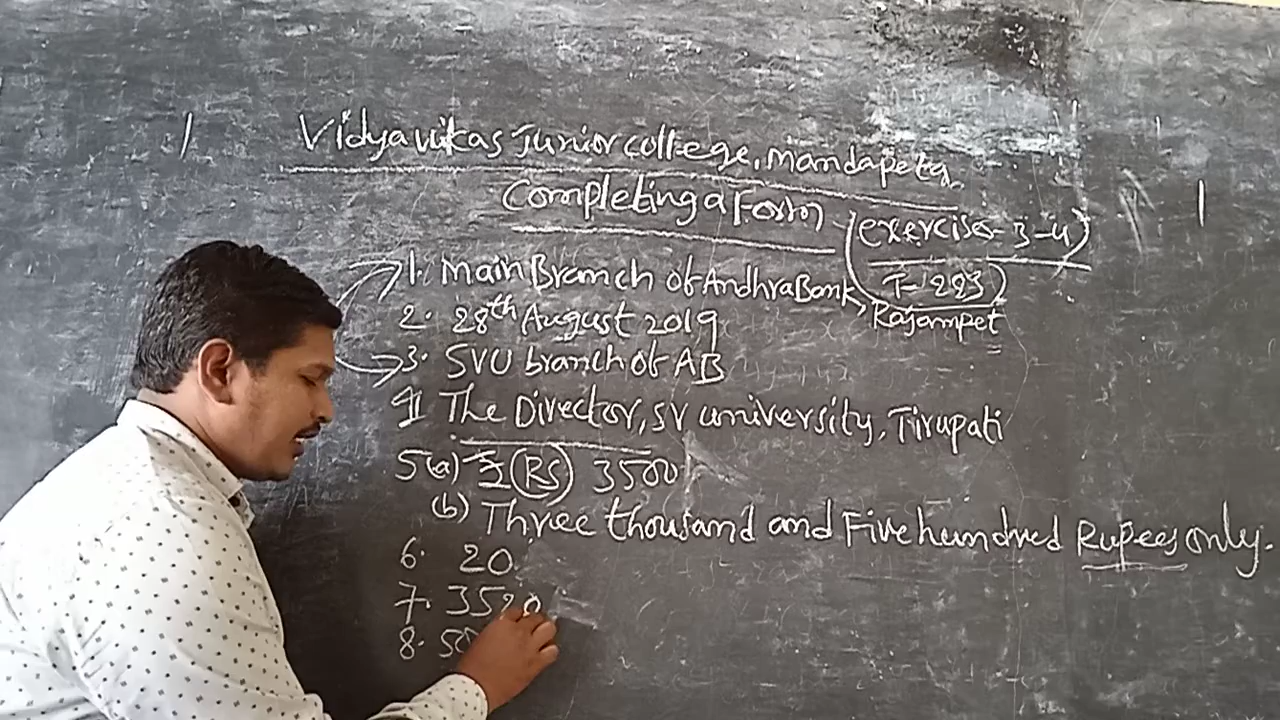 Vidyavikas Junior college, Mandapeta
Completing a Form - (exercise-3-4)
1. Main Branch of Andhra Bank, Rajampet
2. 28th August 2019
3. SVU branch of AB
4. The Director, SV university, Tirupati
5(a) (RS) 3500
(b) Three thousand and Five hundred Rupees only.
6. 20
7. 3520
8.